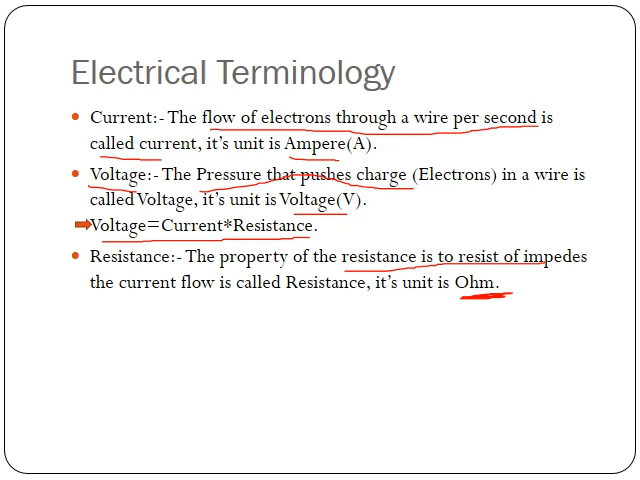 Electrical Terminology
Current:- The flow of electrons through a wire per second is
called current, it's unit is Ampere(A).
Voltage:- The Pressure that pushes charge (Electrons) in a wire is
called Voltage, it's unit is Voltage(V).
Voltage=Current*Resistance.
Resistance:- The property of the resistance is to resist of impedes
the current flow is called Resistance, it's unit is Ohm.